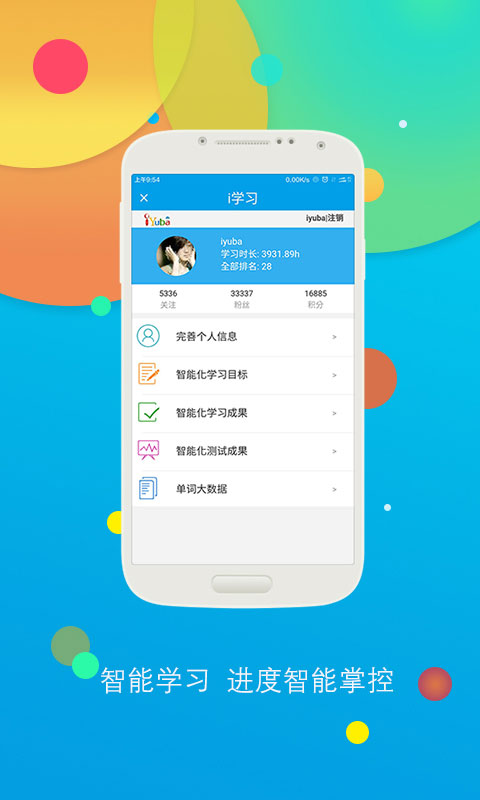 上午9:54
0.00K/s
i学习
iYuba
iyuba|注销
iyuba
学习时长: 3931.89h
全部排名: 28
5336
33337
16885
关注
粉丝
积分
完善个人信息 >
智能化学习目标 >
智能化学习成果 >
智能化测试成果 >
单词大数据 >
智能学习 进度智能掌控